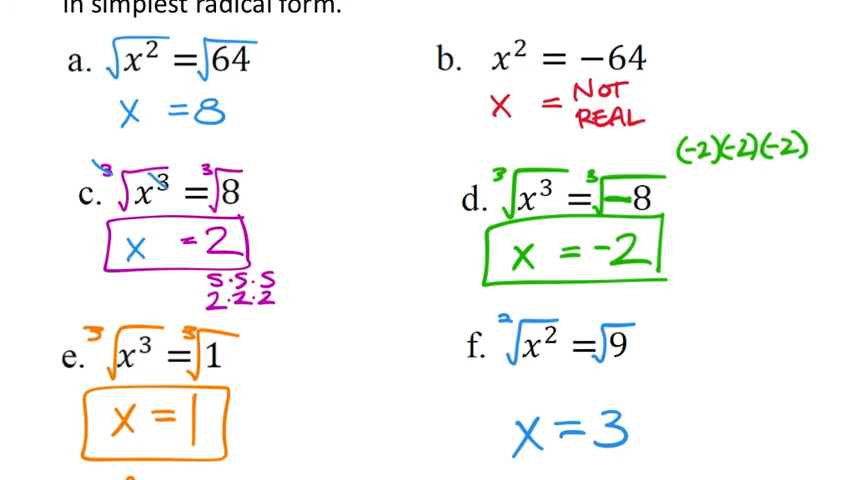 in simplest radical form.
a. √x² = √64
x = 8
b. x² = −64
x = NOT REAL
c. ³√x³ = ³√8
x = 2
5·5·5
2·2·2
(-2)(-2)(-2)
d. ³√x³ = ³√−8
x = -2
e. ³√x³ = ³√1
x = 1
f. ²√x² = √9
x = 3